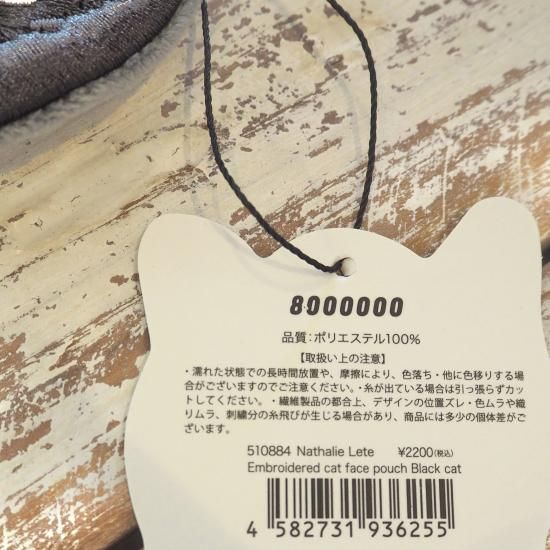 8000000
品質:ポリエステル100%
【取扱い上の注意】
・濡れた状態での長時間放置や、摩擦により、色落ち・他に色移りする場
合がございますのでご注意ください。・糸が出ている場合は引っ張らずカッ
トしてください。・繊維製品の都合上、デザインの位置ズレ・色ムラや織
りムラ、刺繍分の糸飛びが生じる場合があり、商品には多少の個体差がご
ざいます。
510884 Nathalie Lete ¥2200(税込)
Embroidered cat face pouch Black cat
4 582731 936255